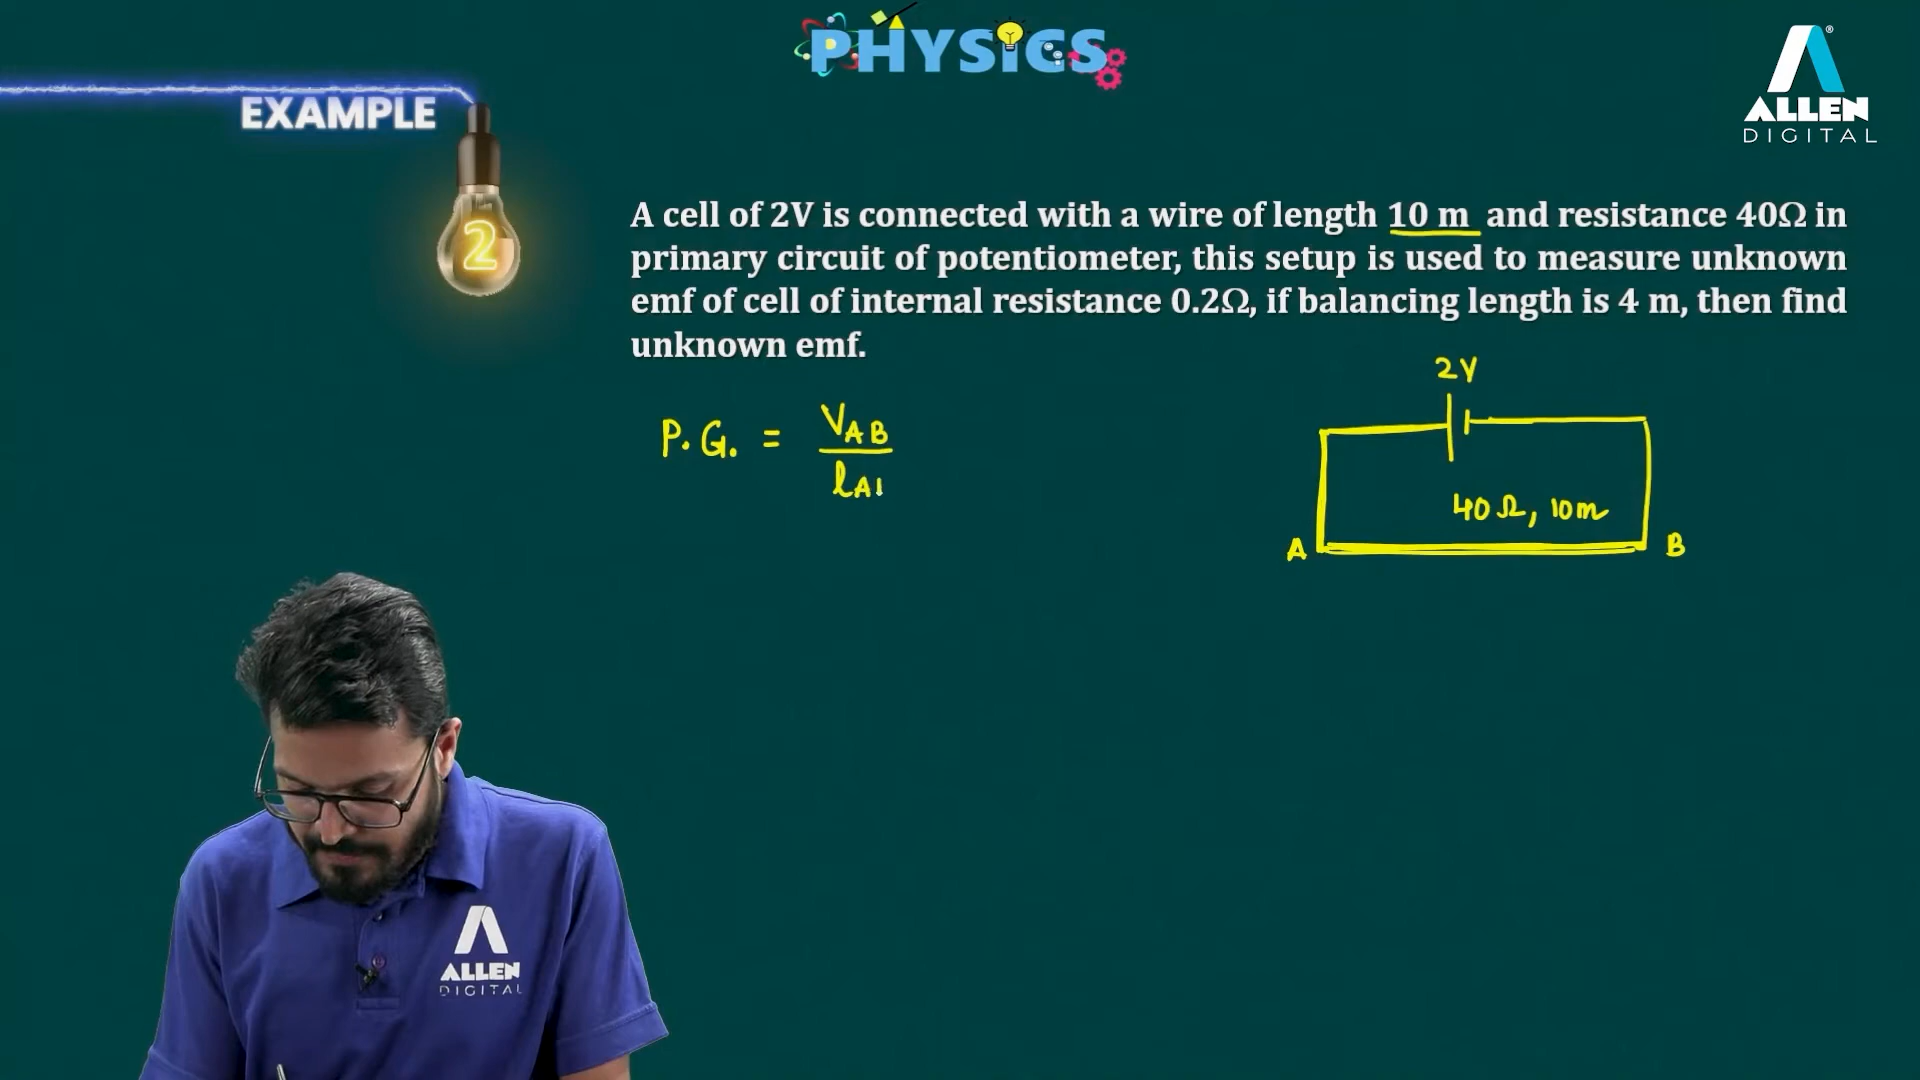 PHYSICS
ALLEN
DIGITAL
EXAMPLE
2
A cell of 2V is connected with a wire of length 10 m and resistance 40Ω in
primary circuit of potentiometer, this setup is used to measure unknown
emf of cell of internal resistance 0.2Ω, if balancing length is 4 m, then find
unknown emf.
2V
P.G. = V_AB / l_A
40Ω, 10m
A B
ALLEN
DIGITAL